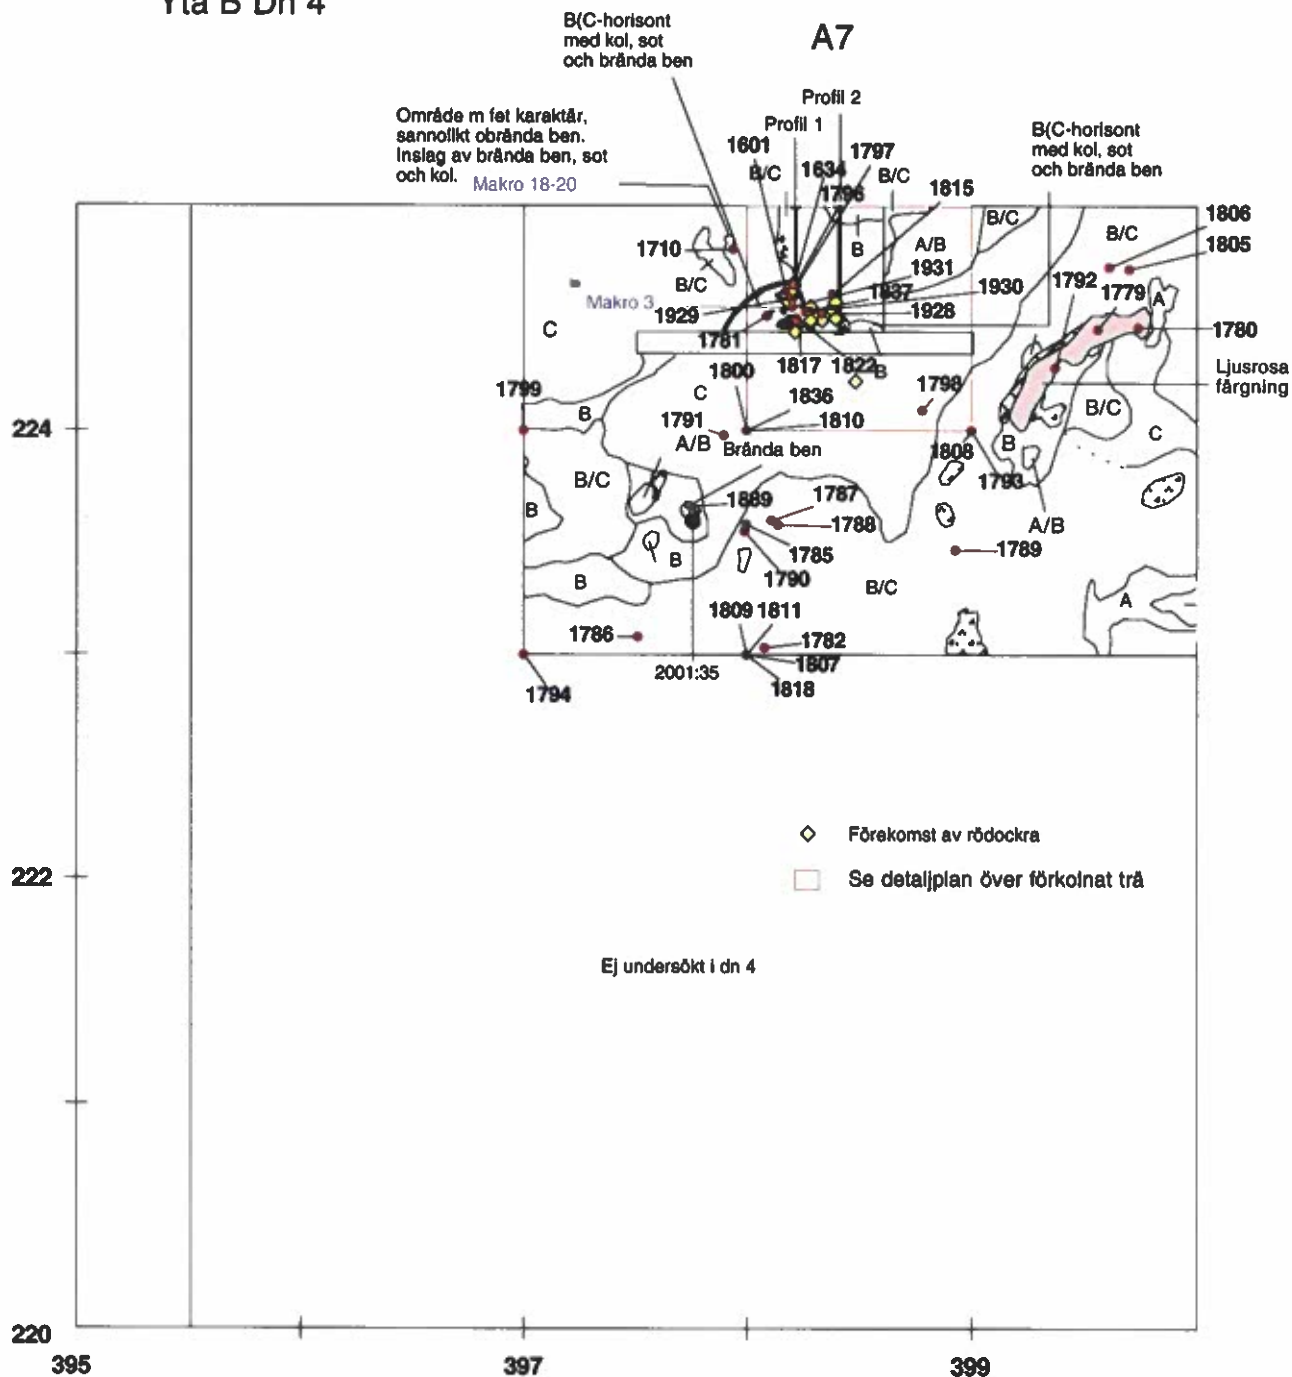 Yta B Dn 4
B(C-horisont
med kol, sot
och brända ben
A7
Profil 2
Område m fet karaktär,
sannolikt obrända ben.
Inslag av brända ben, sot
och kol.
Makro 18-20
Profil 1
B(C-horisont
med kol, sot
och brända ben
1601
1797
B/C
1634
B/C
1796
1815
B/C
1806
1710
B
A/B
B/C
1805
B/C
1931
1792
1779
Makro 3
1937
1930
A
1929
1928
C
1781
1780
1800
1817
1822
B
Ljusrosa
färgning
1799
C
1798
1836
B
B/C
224
1791
1810
A/B
Brända ben
1808
B
C
B/C
1793
1889
1787
B
1788
A/B
1785
1789
B
1790
B
B/C
A
1809
1811
1786
1782
2001:35
1807
1794
1818
Förekomst av rödockra
222
Se detaljplan över förkolnat trä
Ej undersökt i dn 4
220
395
397
399